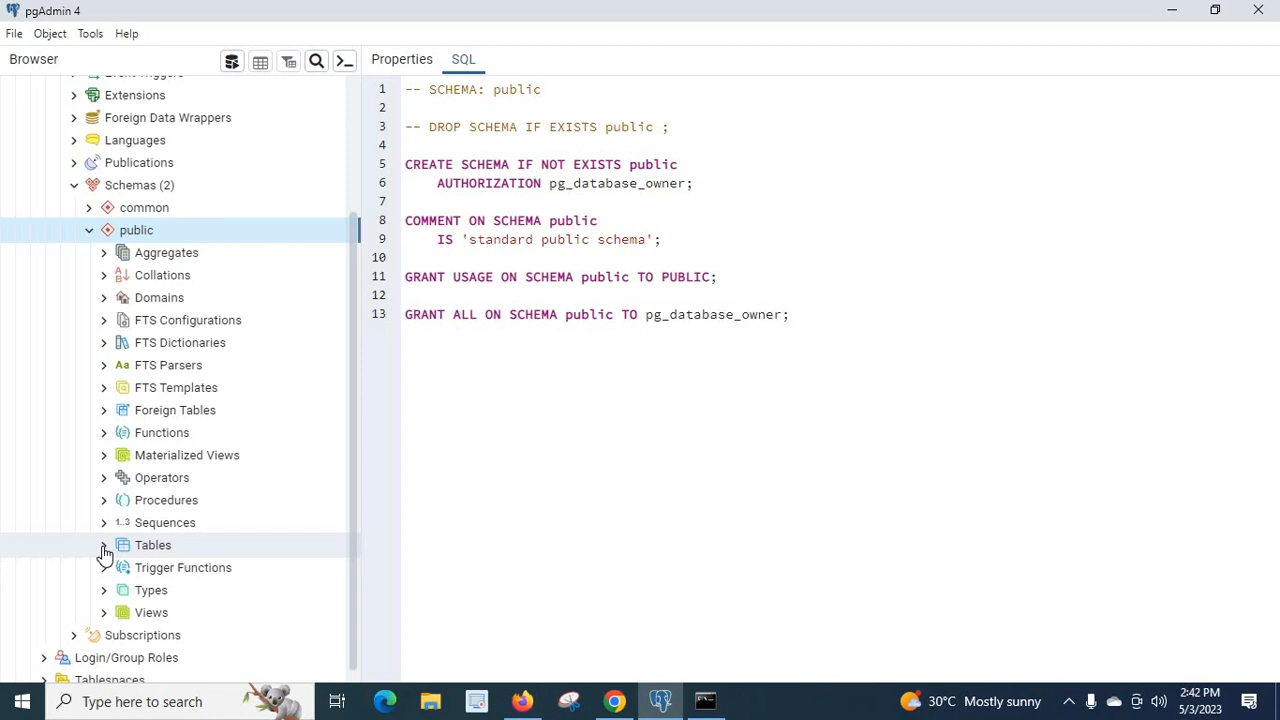 pgAdmin 4
File Object Tools Help
Browser
Properties SQL
Event Triggers
Extensions
Foreign Data Wrappers
Languages
Publications
Schemas (2)
common
public
Aggregates
Collations
Domains
FTS Configurations
FTS Dictionaries
Aa FTS Parsers
FTS Templates
Foreign Tables
Functions
Materialized Views
Operators
Procedures
1..3 Sequences
Tables
Trigger Functions
Types
Views
Subscriptions
Login/Group Roles
Tablespaces
1 -- SCHEMA: public
2
3 -- DROP SCHEMA IF EXISTS public ;
4
5 CREATE SCHEMA IF NOT EXISTS public
6 AUTHORIZATION pg_database_owner;
7
8 COMMENT ON SCHEMA public
9 IS 'standard public schema';
10
11 GRANT USAGE ON SCHEMA public TO PUBLIC;
12
13 GRANT ALL ON SCHEMA public TO pg_database_owner;
Type here to search
30°C Mostly sunny
2:42 PM
5/3/2023